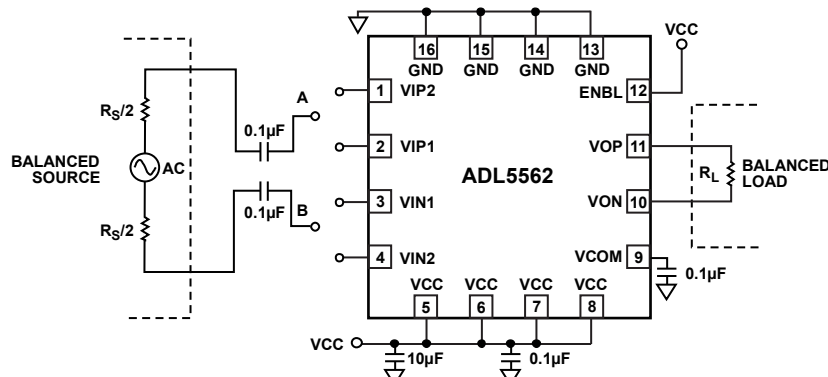 16 15 14 13
GND GND GND GND
VCC
ENBL 12
A
1 VIP2
R_S/2
0.1µF
2 VIP1
VOP 11
BALANCED SOURCE
AC
ADL5562
R_L
BALANCED LOAD
3 VIN1
VON 10
0.1µF
B
R_S/2
4 VIN2
VCOM 9
0.1µF
VCC VCC VCC VCC
5 6 7 8
VCC
10µF
0.1µF